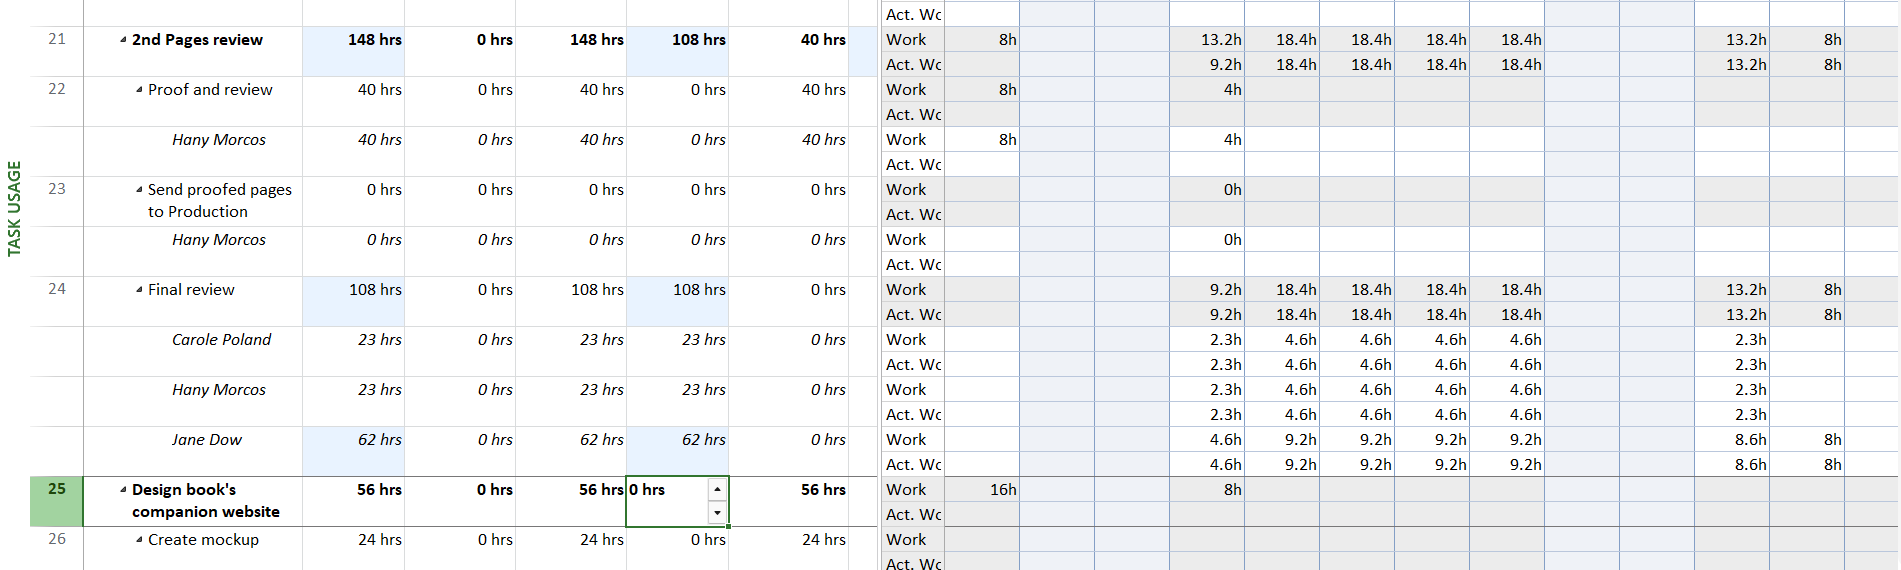 Act. Wo
21 2nd Pages review 148 hrs 0 hrs 148 hrs 108 hrs 40 hrs Work 8h 13.2h 18.4h 18.4h 18.4h 18.4h 13.2h 8h
Act. Wo 9.2h 18.4h 18.4h 18.4h 18.4h 13.2h 8h
22 Proof and review 40 hrs 0 hrs 40 hrs 0 hrs 40 hrs Work 8h 4h
Act. Wo
Hany Morcos 40 hrs 0 hrs 40 hrs 0 hrs 40 hrs Work 8h 4h
Act. Wo
TASK USAGE
23 Send proofed pages 0 hrs 0 hrs 0 hrs 0 hrs 0 hrs Work 0h
to Production Act. Wo
Hany Morcos 0 hrs 0 hrs 0 hrs 0 hrs 0 hrs Work 0h
Act. Wo
24 Final review 108 hrs 0 hrs 108 hrs 108 hrs 0 hrs Work 9.2h 18.4h 18.4h 18.4h 18.4h 13.2h 8h
Act. Wo 9.2h 18.4h 18.4h 18.4h 18.4h 13.2h 8h
Carole Poland 23 hrs 0 hrs 23 hrs 23 hrs 0 hrs Work 2.3h 4.6h 4.6h 4.6h 4.6h 2.3h
Act. Wo 2.3h 4.6h 4.6h 4.6h 4.6h 2.3h
Hany Morcos 23 hrs 0 hrs 23 hrs 23 hrs 0 hrs Work 2.3h 4.6h 4.6h 4.6h 4.6h 2.3h
Act. Wo 2.3h 4.6h 4.6h 4.6h 4.6h 2.3h
Jane Dow 62 hrs 0 hrs 62 hrs 62 hrs 0 hrs Work 4.6h 9.2h 9.2h 9.2h 9.2h 8.6h 8h
Act. Wo 4.6h 9.2h 9.2h 9.2h 9.2h 8.6h 8h
25 Design book's 56 hrs 0 hrs 56 hrs 0 hrs 56 hrs Work 16h 8h
companion website Act. Wo
26 Create mockup 24 hrs 0 hrs 24 hrs 0 hrs 24 hrs Work
Act. Wo